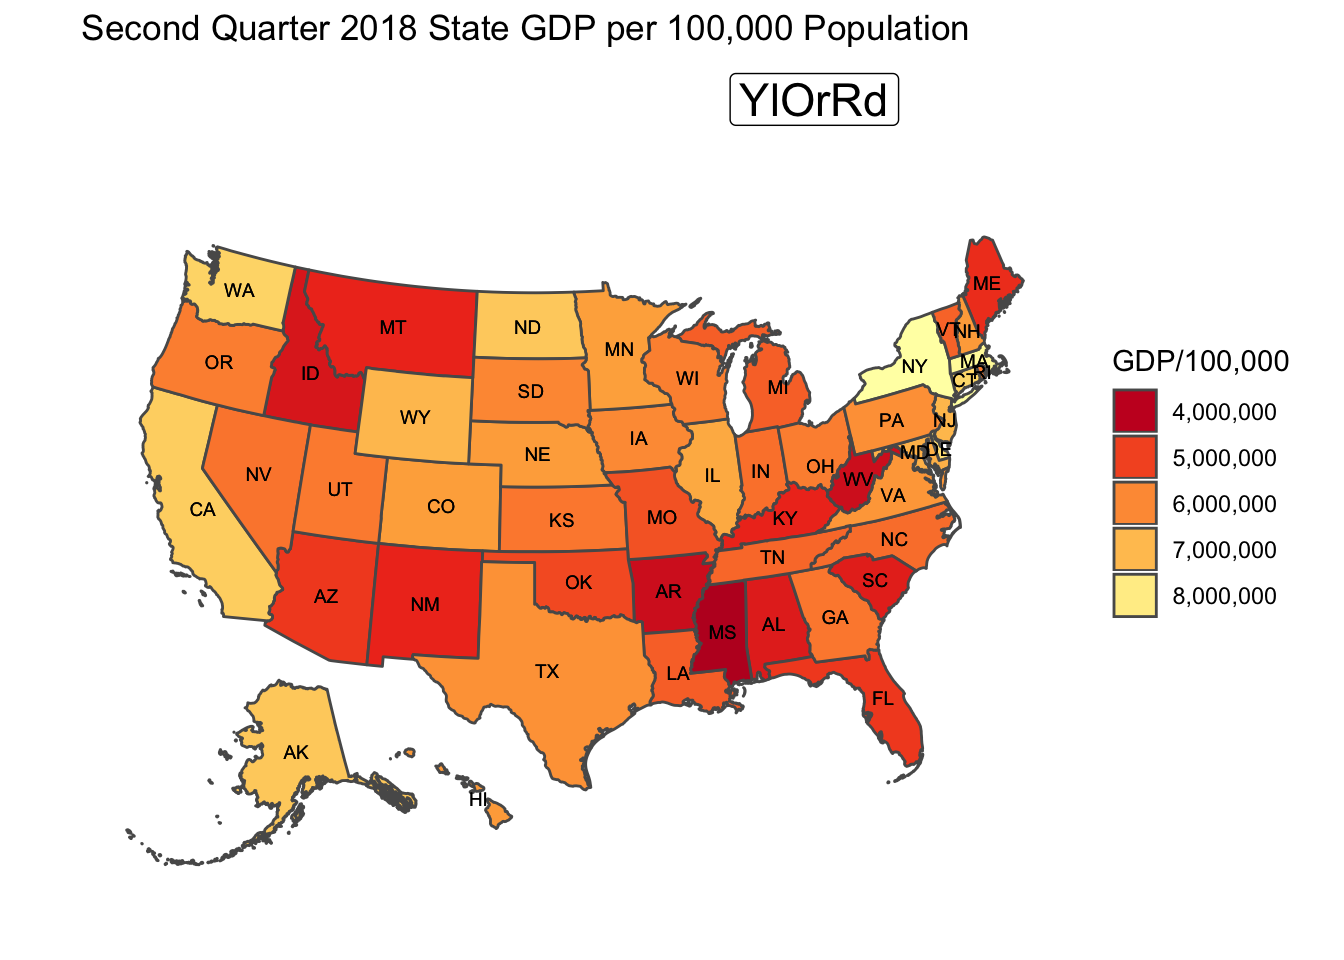 Second Quarter 2018 State GDP per 100,000 Population
YlOrRd
ME
WA
MT
ND
MN
VT
NH
OR
ID
SD
WI
MI
NY
MA
RI
CT
WY
IA
PA
NJ
NV
UT
CO
NE
IL
IN
OH
MD
DE
WV
CA
KS
MO
KY
VA
AZ
NM
OK
AR
TN
NC
MS
AL
GA
SC
TX
LA
FL
AK
HI
GDP/100,000
4,000,000
5,000,000
6,000,000
7,000,000
8,000,000